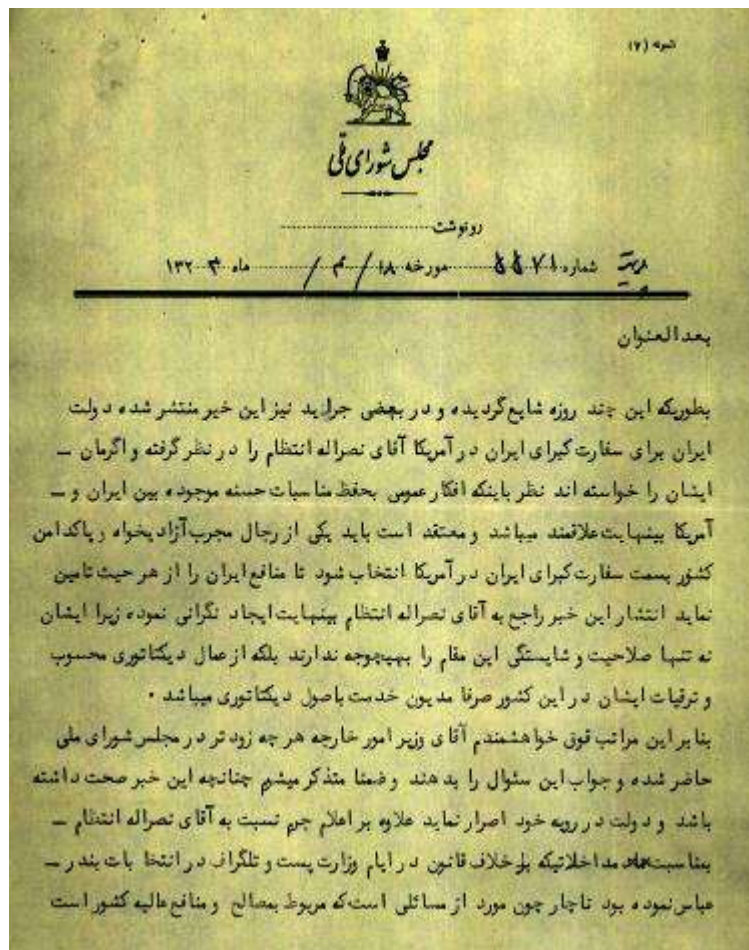 نمونه (۷)
مجلس شورای ملی
رونوشت
شماره ۵۵۷۱ مورخه ۱۸ / ۴ / ماه ۱۳۲۳
بعدالعنوان
بطوریکه این چند روزه شایع گردیده و در بعضی جراید نیز این خبر منتشر شده دولت
ایران برای سفارت کبرای ایران در آمریکا آقای نصراله انتظام را در نظر گرفته و اگرمان ـ
ایشان را خواسته اند نظر باینکه افکار عمومی بحفظ مناسبات حسنه موجوده بین ایران و ـ
آمریکا بینهایت علاقمند میباشد و معتقد است باید یکی از رجال مجرب آزادیخواه و پاکدامن
کشور بسمت سفارت کبرای ایران در آمریکا انتخاب شود تا منافع ایران را از هر حیث تامین
نماید انتشار این خبر راجع به آقای نصراله انتظام بینهایت ایجاد نگرانی نموده زیرا ایشان
نه تنها صلاحیت و شایستگی این مقام را بهیچوجه ندارند بلکه از عمال دیکتاتوری محسوب
و ترقیات ایشان در این کشور صرفا مدیون خدمت باصول دیکتاتوری میباشد .
بنابر این مراتب فوق خواهشمندم آقای وزیر امور خارجه هر چه زودتر در مجلس شورای ملی
حاضر شده و جواب این سئوال را بدهند و ضمنا متذکر میشوم چنانچه این خبر صحت داشته
باشد و دولت در رویه خود اصرار نماید علاوه بر اعلام جرم نسبت به آقای نصراله انتظام ـ
بمناسبت مداخلاتیکه بر خلاف قانون در ایام وزارت پست و تلگراف در انتخابات بندر ـ
عباس نموده بود ناچار چون مورد از مسائلی است که مربوط بمصالح و منافع عالیه کشور است